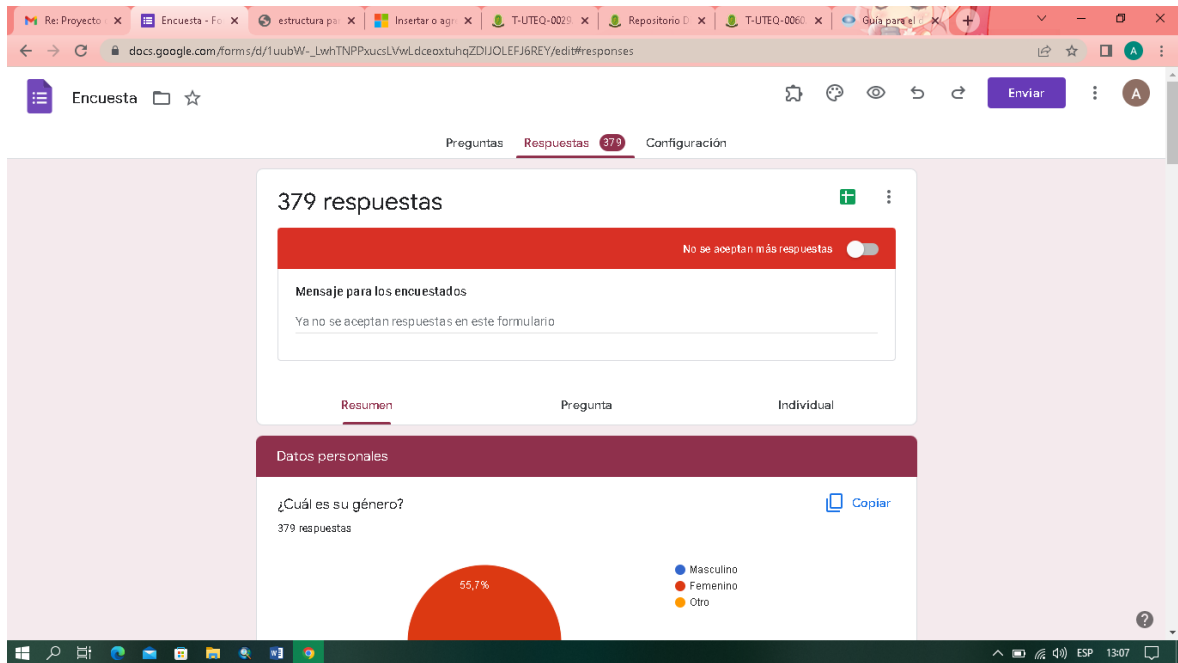 Re: Proyecto
Encuesta - Fo
estructura par
Insertar o agre
T-UTEQ-0029
Repositorio D
T-UTEQ-0060
Guía para el d
docs.google.com/forms/d/1uubW-_LwhTNPPxucsLVwLdceoxtuhqZDIJOLEFJ6REY/edit#responses
A
Encuesta
Enviar
A
Preguntas Respuestas 379 Configuración
379 respuestas
No se aceptan más respuestas
Mensaje para los encuestados
Ya no se aceptan respuestas en este formulario
Resumen Pregunta Individual
Datos personales
¿Cuál es su género?
Copiar
379 respuestas
55,7%
Masculino
Femenino
Otro
ESP 13:07